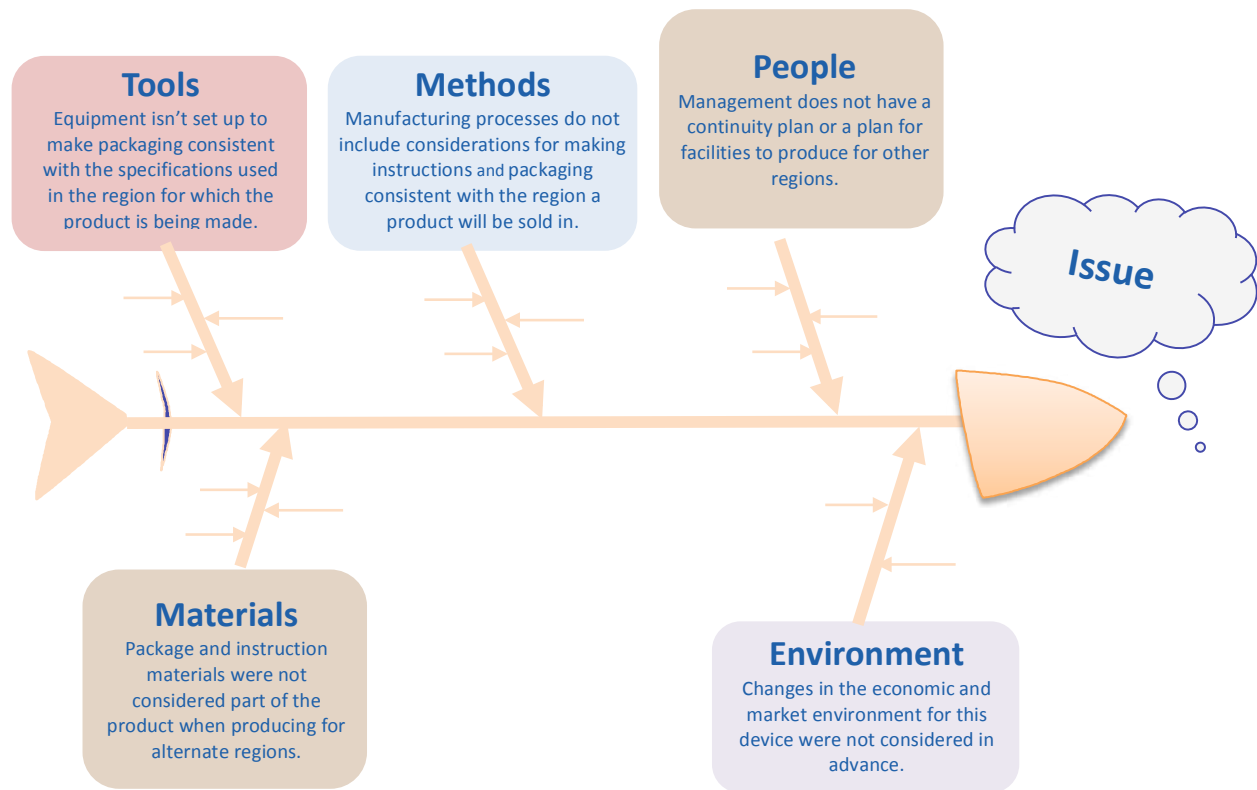 Tools
Equipment isn’t set up to
make packaging consistent
with the specifications used
in the region for which the
product is being made.
Methods
Manufacturing processes do not
include considerations for making
instructions and packaging
consistent with the region a
product will be sold in.
People
Management does not have a
continuity plan or a plan for
facilities to produce for other
regions.
Issue
Materials
Package and instruction
materials were not
considered part of the
product when producing for
alternate regions.
Environment
Changes in the economic and
market environment for this
device were not considered in
advance.